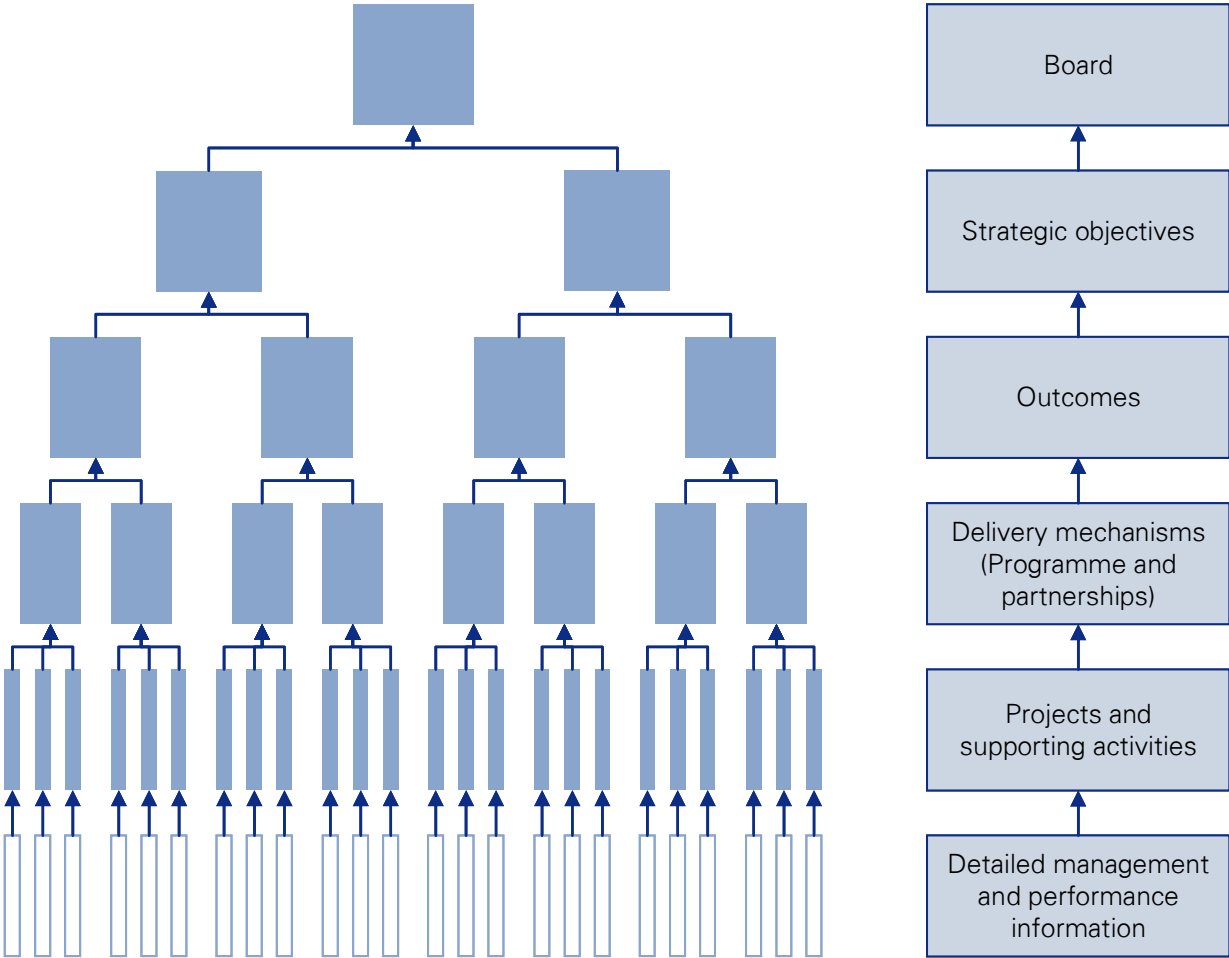 Board
Strategic objectives
Outcomes
Delivery mechanisms
(Programme and
partnerships)
Projects and
supporting activities
Detailed management
and performance
information